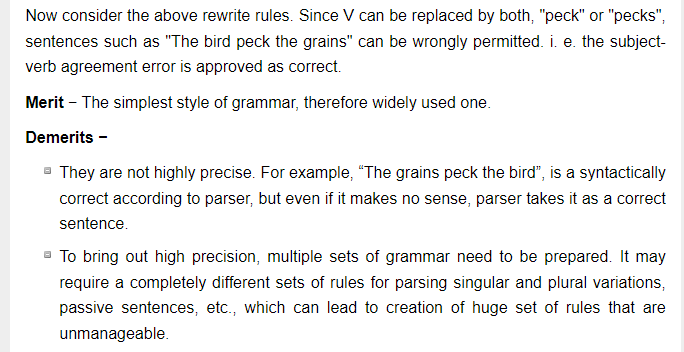 Now consider the above rewrite rules. Since V can be replaced by both, "peck" or "pecks",
sentences such as "The bird peck the grains" can be wrongly permitted. i. e. the subject-
verb agreement error is approved as correct.
Merit − The simplest style of grammar, therefore widely used one.
Demerits −
They are not highly precise. For example, “The grains peck the bird”, is a syntactically
correct according to parser, but even if it makes no sense, parser takes it as a correct
sentence.
To bring out high precision, multiple sets of grammar need to be prepared. It may
require a completely different sets of rules for parsing singular and plural variations,
passive sentences, etc., which can lead to creation of huge set of rules that are
unmanageable.